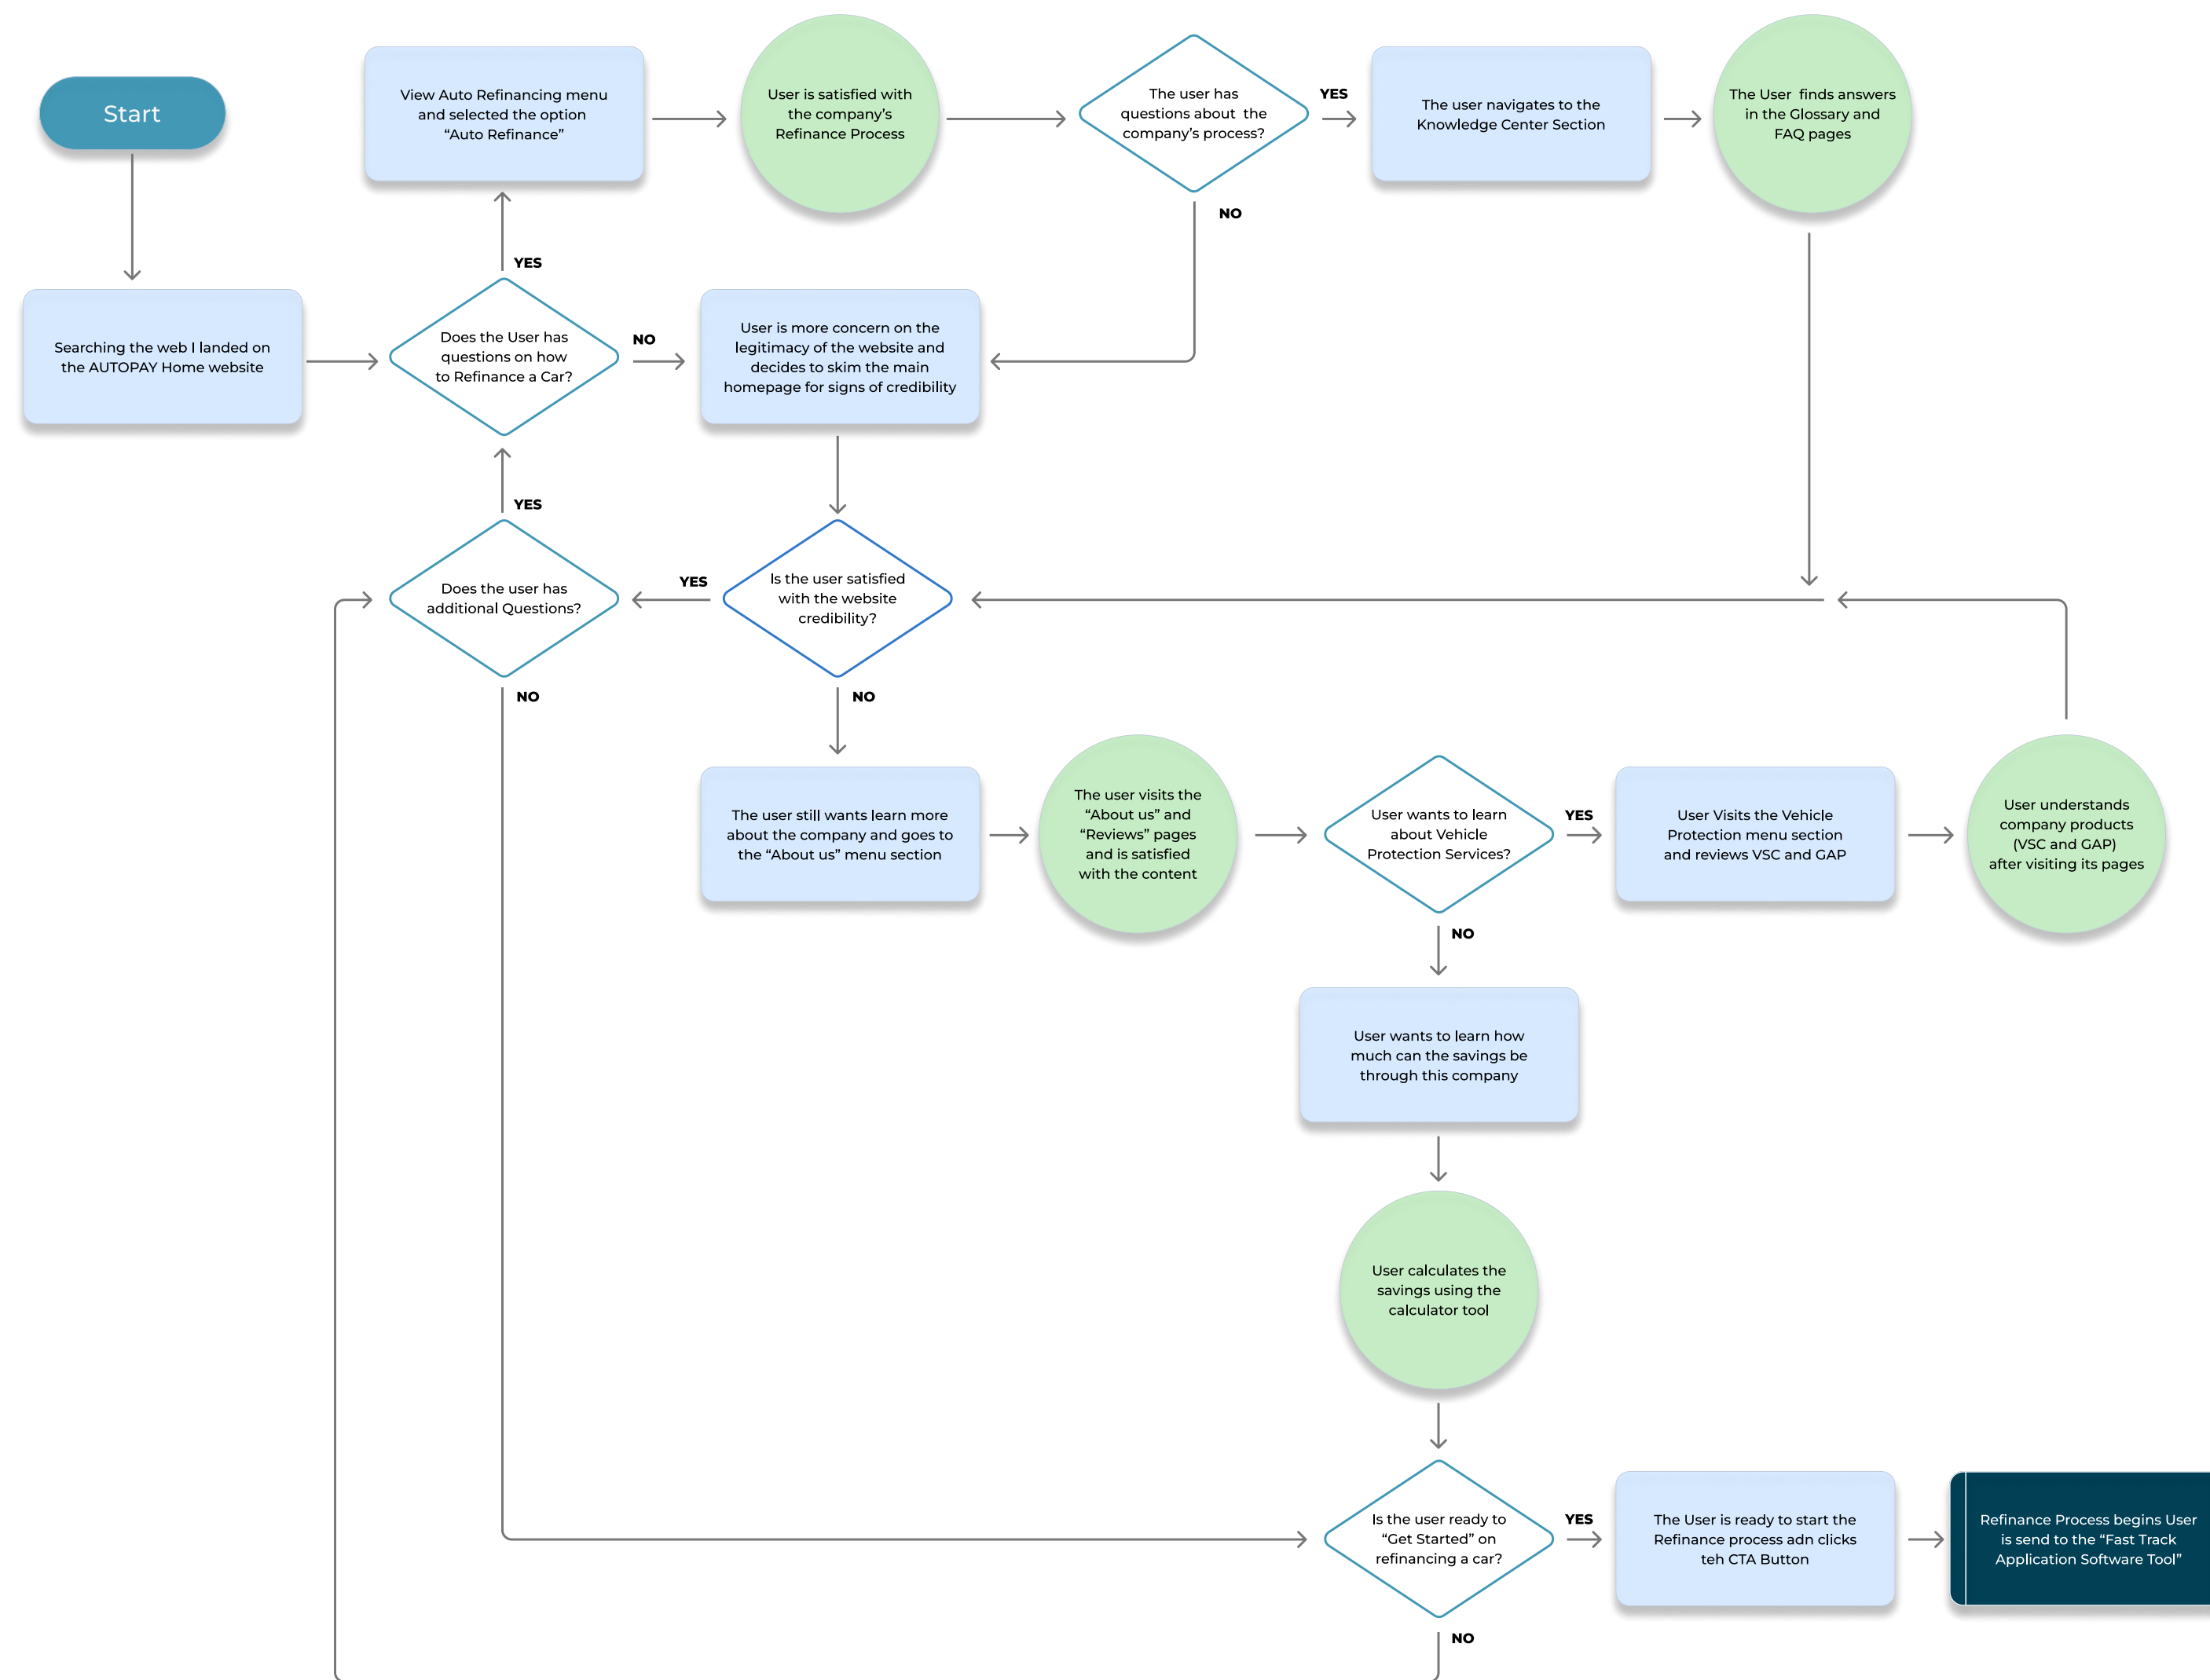 Start
View Auto Refinancing menu
and selected the option
“Auto Refinance”
User is satisfied with
the company’s
Refinance Process
The user has
questions about the
company’s process?
YES
The user navigates to the
Knowledge Center Section
The User finds answers
in the Glossary and
FAQ pages
NO
YES
Searching the web I landed on
the AUTOPAY Home website
Does the User has
questions on how
to Refinance a Car?
NO
User is more concern on the
legitimacy of the website and
decides to skim the main
homepage for signs of credibility
YES
Does the user has
additional Questions?
YES
Is the user satisfied
with the website
credibility?
NO
NO
The user still wants learn more
about the company and goes to
the “About us” menu section
The user visits the
“About us” and
“Reviews” pages
and is satisfied
with the content
User wants to learn
about Vehicle
Protection Services?
YES
User Visits the Vehicle
Protection menu section
and reviews VSC and GAP
User understands
company products
(VSC and GAP)
after visiting its pages
NO
User wants to learn how
much can the savings be
through this company
User calculates the
savings using the
calculator tool
Is the user ready to
“Get Started” on
refinancing a car?
YES
The User is ready to start the
Refinance process adn clicks
teh CTA Button
Refinance Process begins User
is send to the “Fast Track
Application Software Tool”
NO